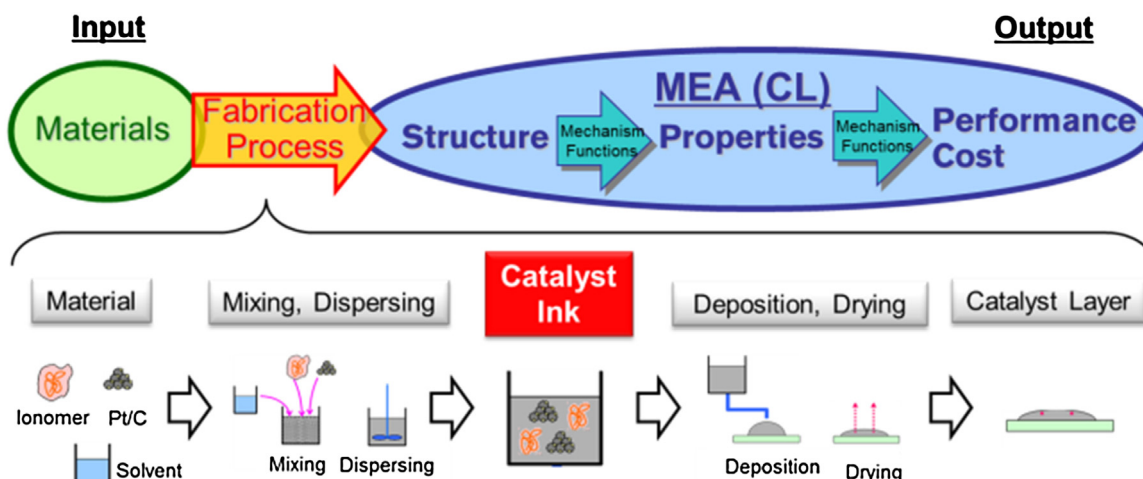 Input
Output
Materials
Fabrication
Process
MEA (CL)
Structure
Mechanism
Functions
Properties
Mechanism
Functions
Performance
Cost
Material
Mixing, Dispersing
Catalyst
Ink
Deposition, Drying
Catalyst Layer
Ionomer
Pt/C
Solvent
Mixing
Dispersing
Deposition
Drying